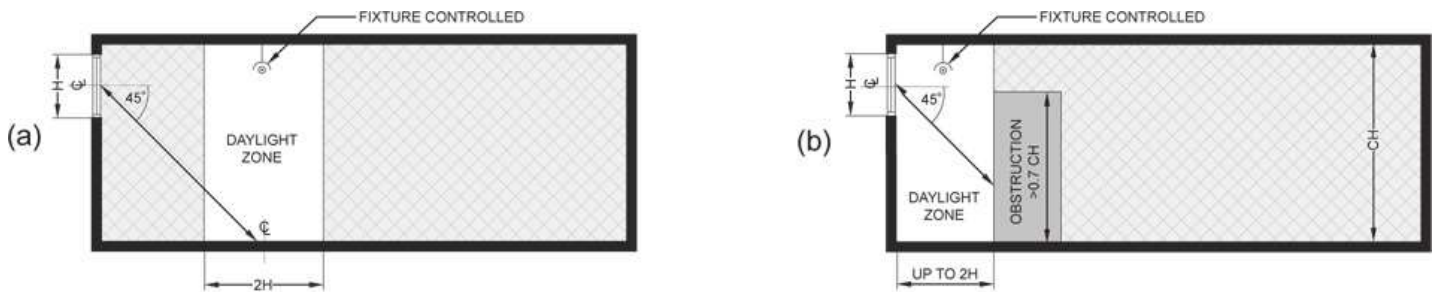 FIXTURE CONTROLLED
H
℄
45°
(a)
DAYLIGHT
ZONE
℄
2H
FIXTURE CONTROLLED
H
℄
45°
(b)
DAYLIGHT
ZONE
OBSTRUCTION
>0.7 CH
CH
UP TO 2H